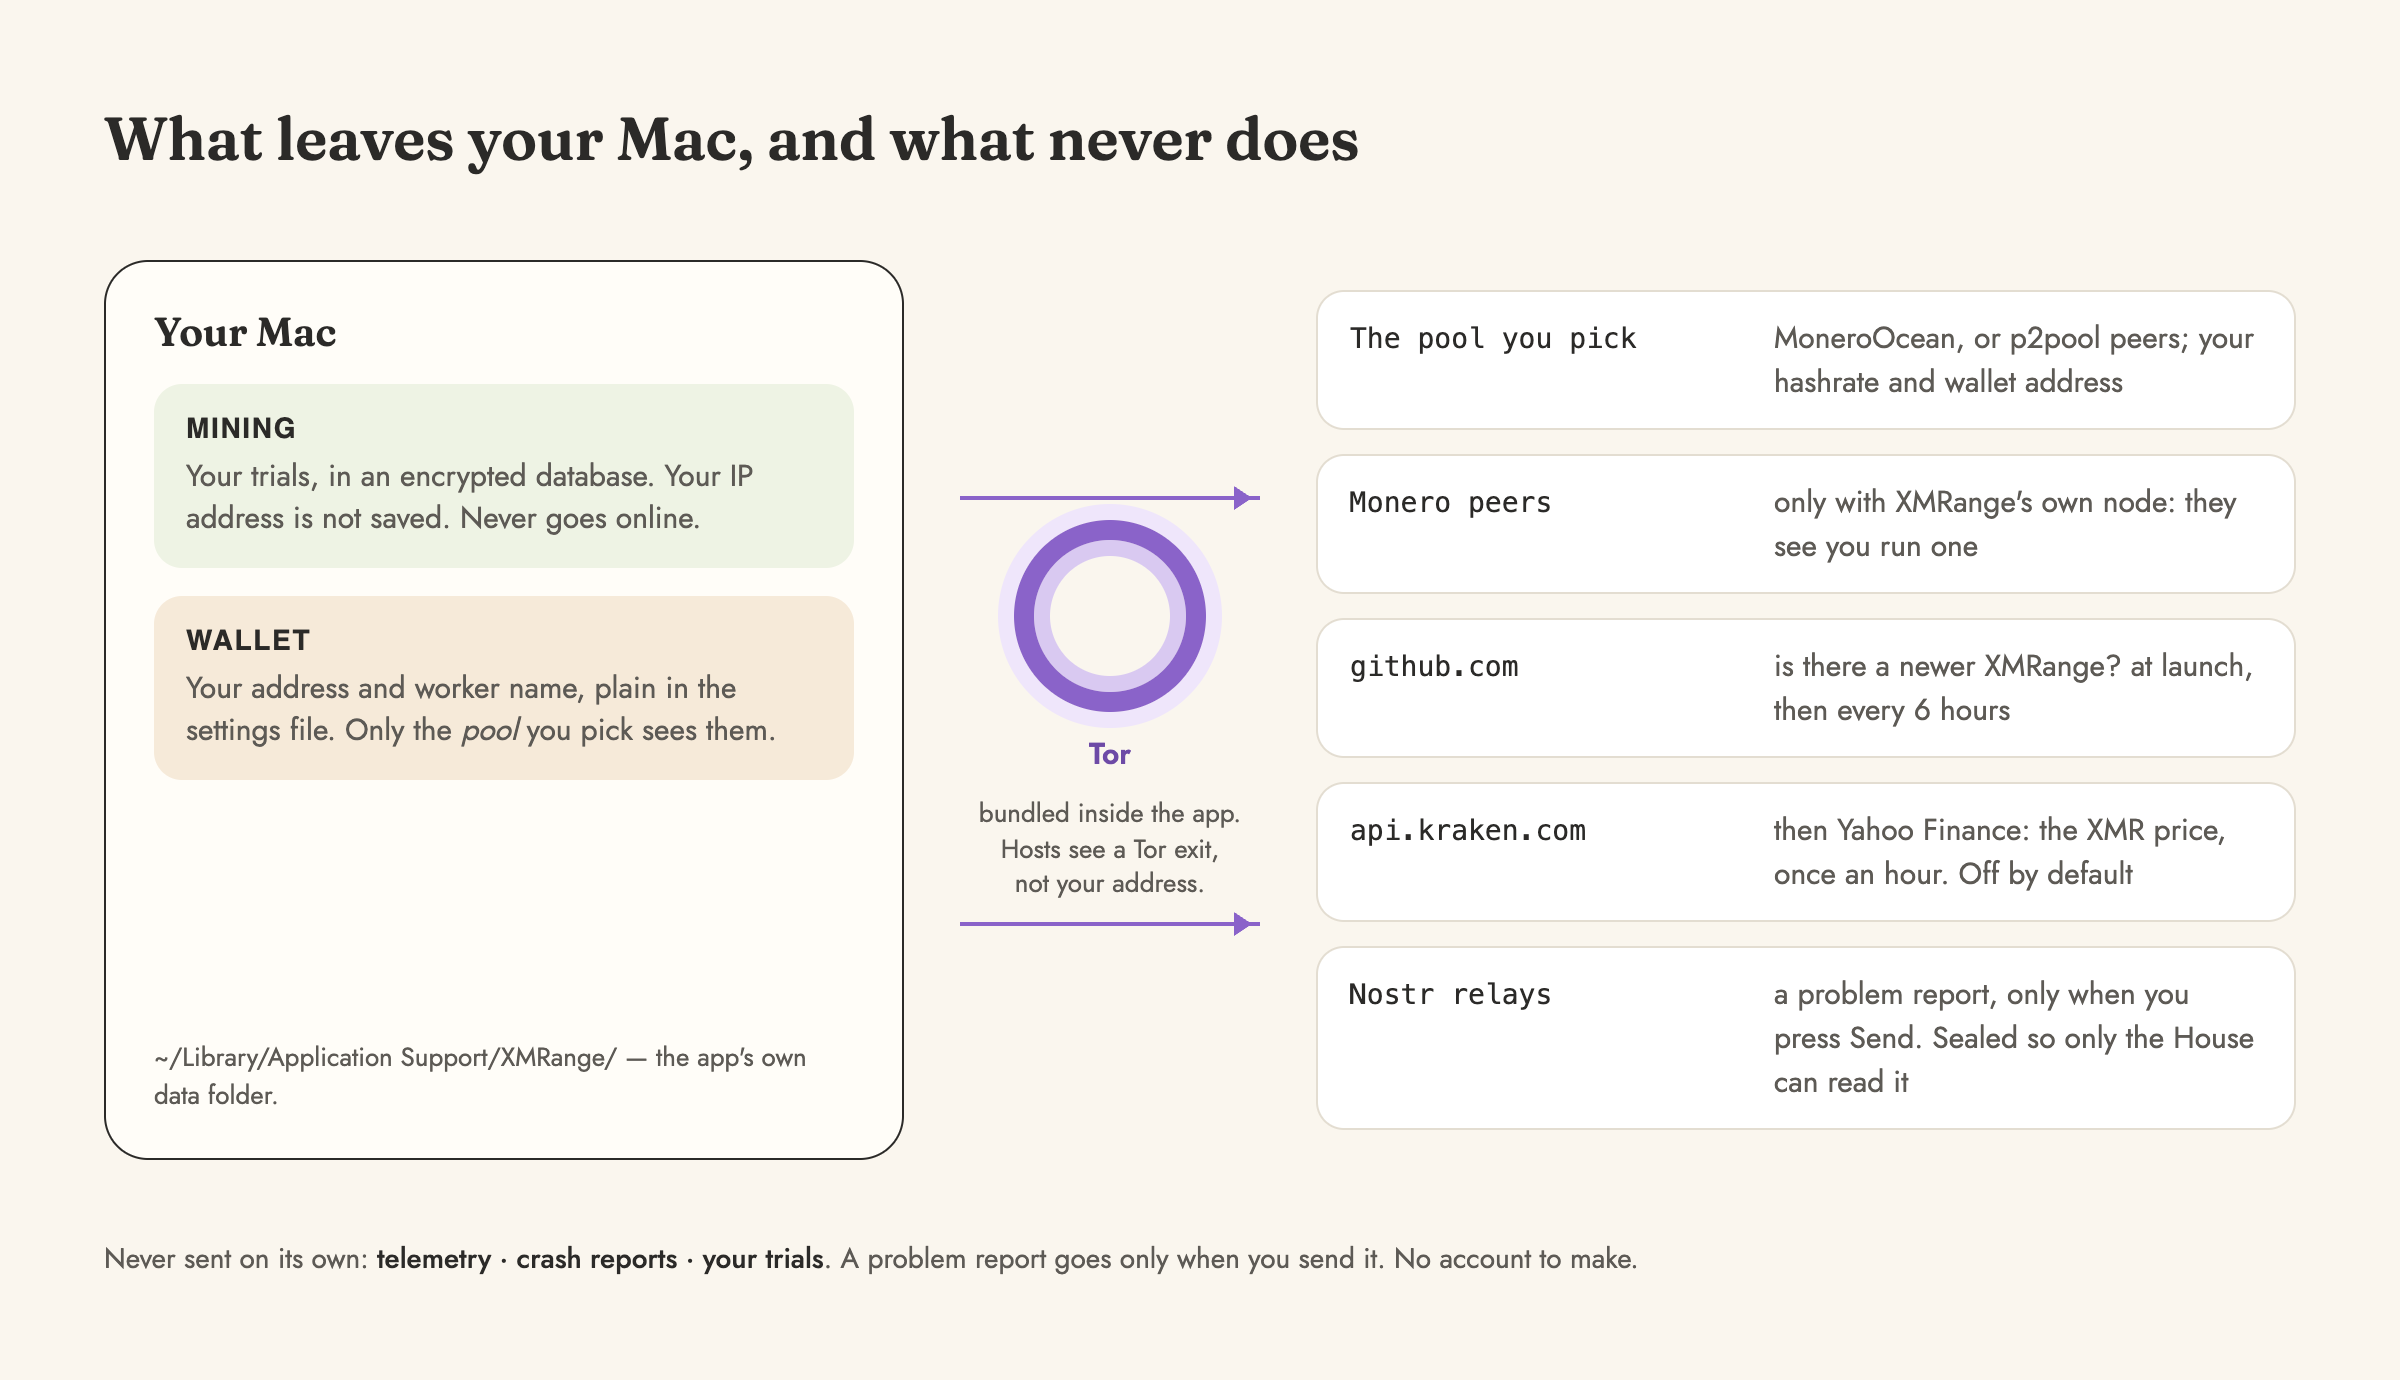 What leaves your Mac, and what never does
Your Mac
MINING
Your trials, in an encrypted database. Your IP
address is not saved. Never goes online.
WALLET
Your address and worker name, plain in the
settings file. Only the pool you pick sees them.
~/Library/Application Support/XMRange/ — the app's own
data folder.
Tor
bundled inside the app.
Hosts see a Tor exit,
not your address.
The pool you pick
MoneroOcean, or p2pool peers; your
hashrate and wallet address
Monero peers
only with XMRange's own node: they
see you run one
github.com
is there a newer XMRange? at launch,
then every 6 hours
api.kraken.com
then Yahoo Finance: the XMR price,
once an hour. Off by default
Nostr relays
a problem report, only when you
press Send. Sealed so only the House
can read it
Never sent on its own: telemetry · crash reports · your trials. A problem report goes only when you send it. No account to make.